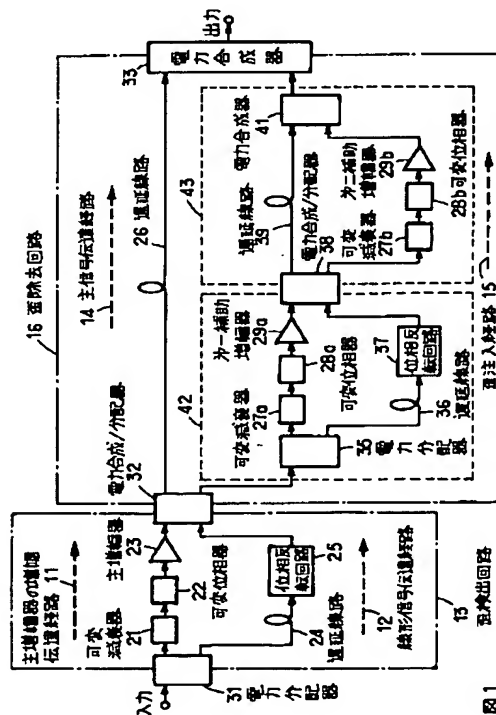 16 歪除去回路
14 主信号伝達経路
26 遅延線路
出力
電力合成器
33
主増幅器の増幅
伝達経路 11
可変
減衰器
21
22
可変位相器
主増幅器
23
電力合成/分配器
32
入力
31
電力分配器
24
遅延線路
位相反
転回路
25
12
線形信号伝達経路
13
歪検出回路
42
可変減衰器
27a
28a
可変位相器
第一補助
増幅器
29a
35
電力分配器
36
遅延線路
位相反
転回路
37
電力合成/分配器
38
43
遅延線路
39
電力合成器
41
可変
減衰器
27b
28b可変位相器
第二補助
増幅器
29b
歪注入経路 15
図1